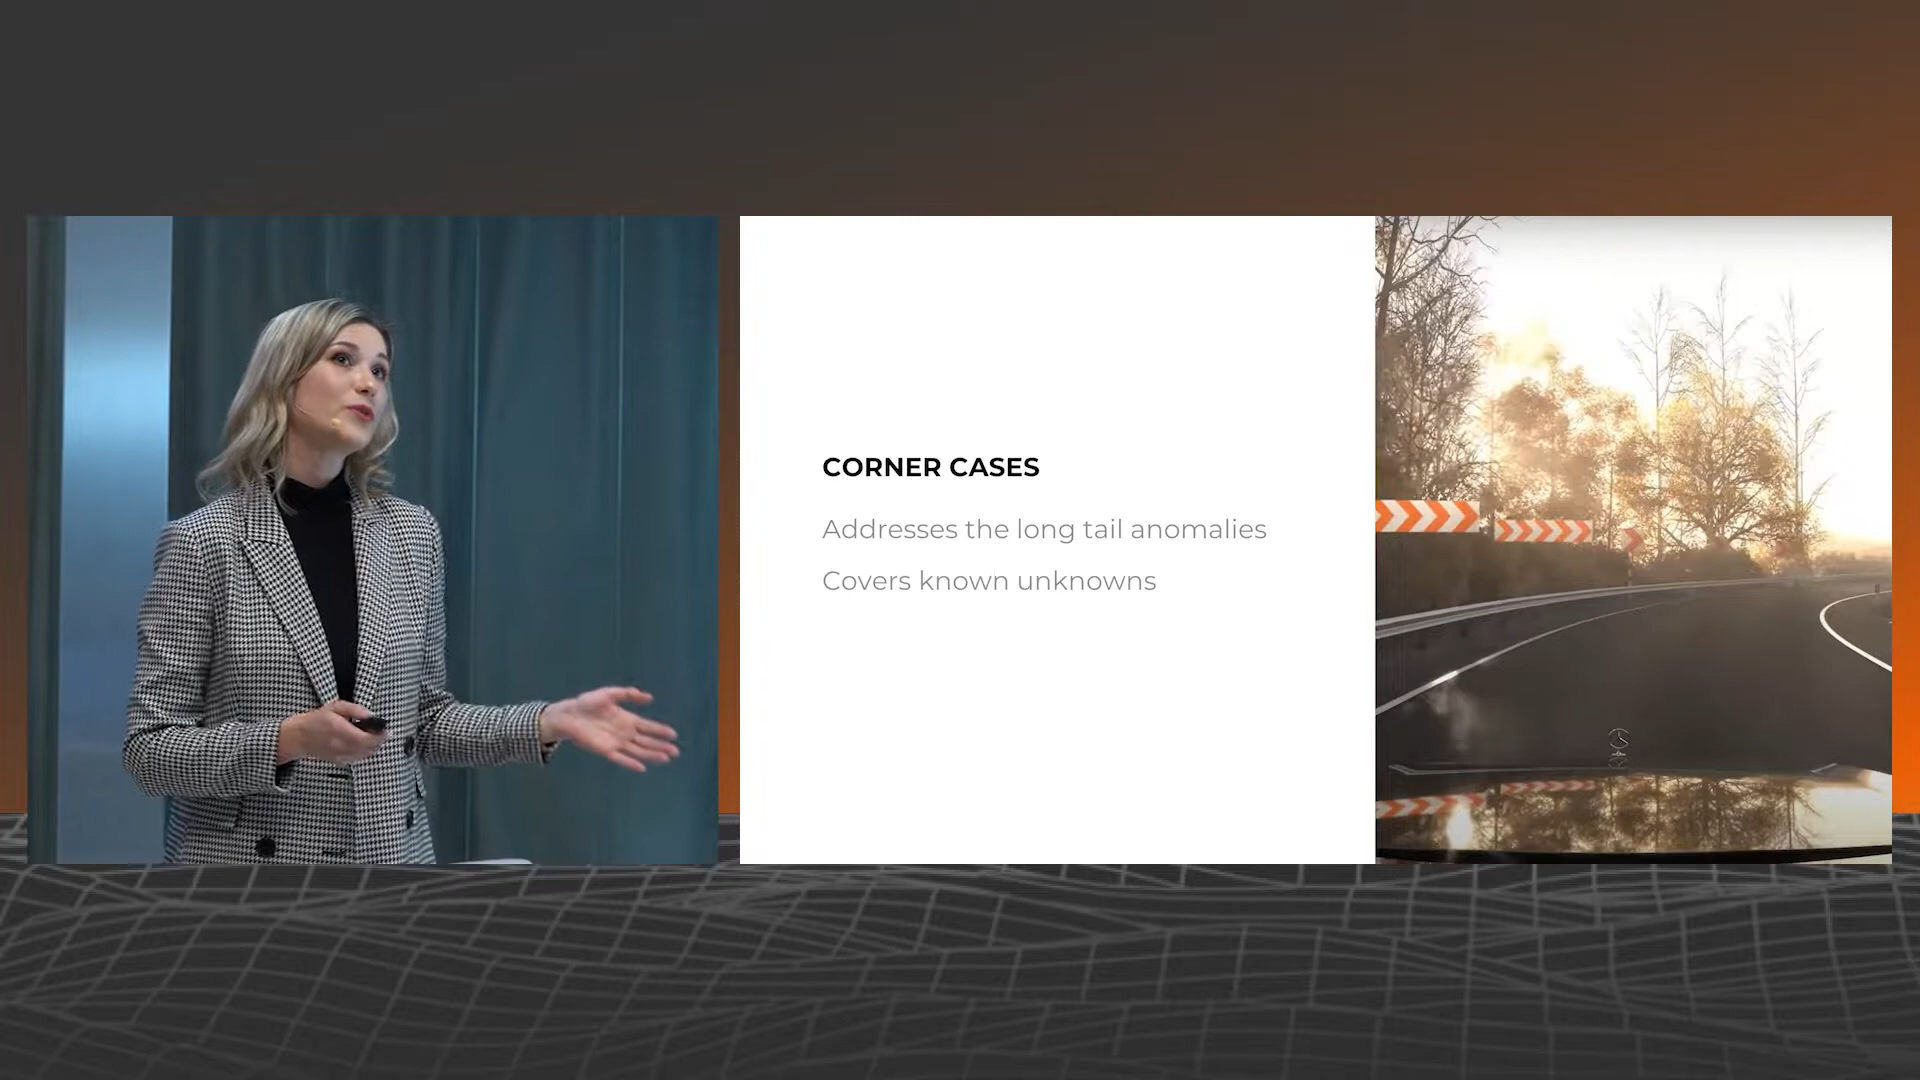 CORNER CASES
Addresses the long tail anomalies
Covers known unknowns